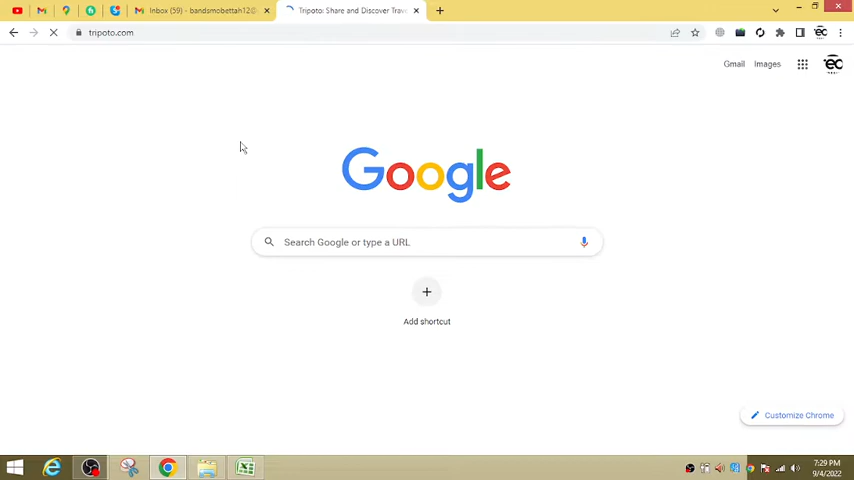 Inbox (59) - bandsmobettah12@
Tripoto: Share and Discover Trav
tripoto.com
Gmail
Images
Google
Search Google or type a URL
Add shortcut
Customize Chrome
7:29 PM
9/4/2022